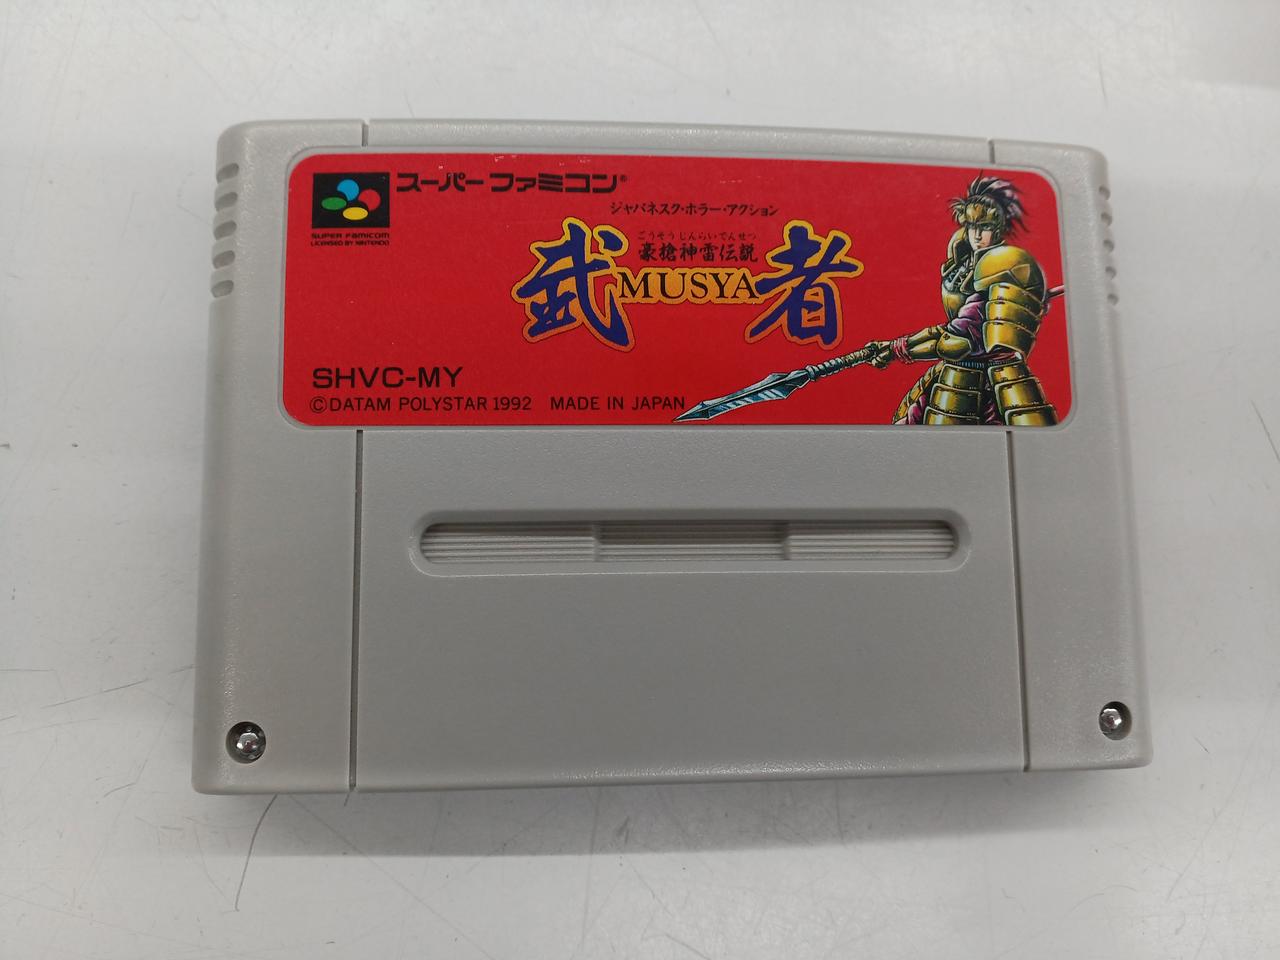 スーパーファミコン®
SUPER FAMICOM
LICENSED BY NINTENDO
ジャパネスク・ホラー・アクション
ごうそうじんらいでんせつ
豪槍神雷伝説
武者
MUSYA
SHVC-MY
©DATAM POLYSTAR 1992 MADE IN JAPAN